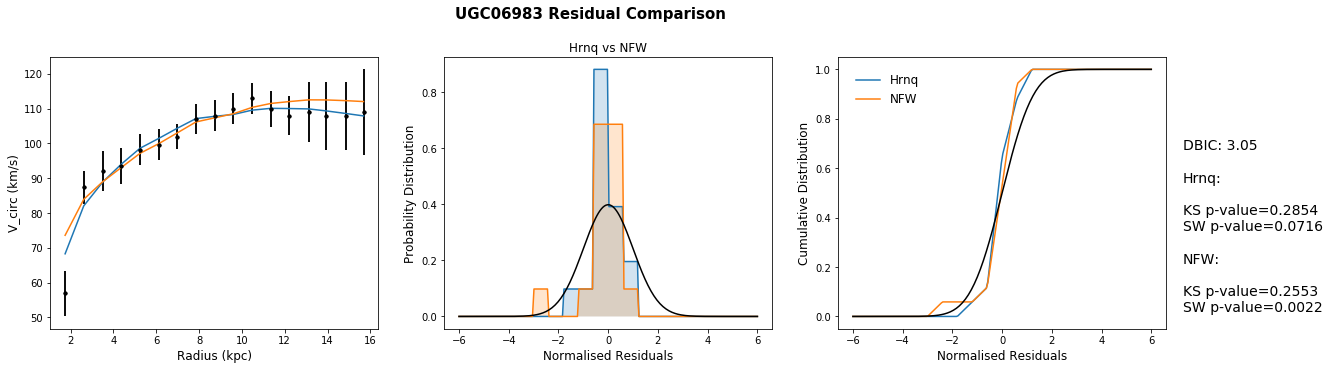 UGC06983 Residual Comparison
V_circ (km/s)
120
110
100
90
80
70
60
50
2 4 6 8 10 12 14 16
Radius (kpc)
Hrnq vs NFW
Probability Distribution
0.8
0.6
0.4
0.2
0.0
−6 −4 −2 0 2 4 6
Normalised Residuals
Cumulative Distribution
1.0
0.8
0.6
0.4
0.2
0.0
Hrnq
NFW
−6 −4 −2 0 2 4 6
Normalised Residuals
DBIC: 3.05
Hrnq:
KS p-value=0.2854
SW p-value=0.0716
NFW:
KS p-value=0.2553
SW p-value=0.0022